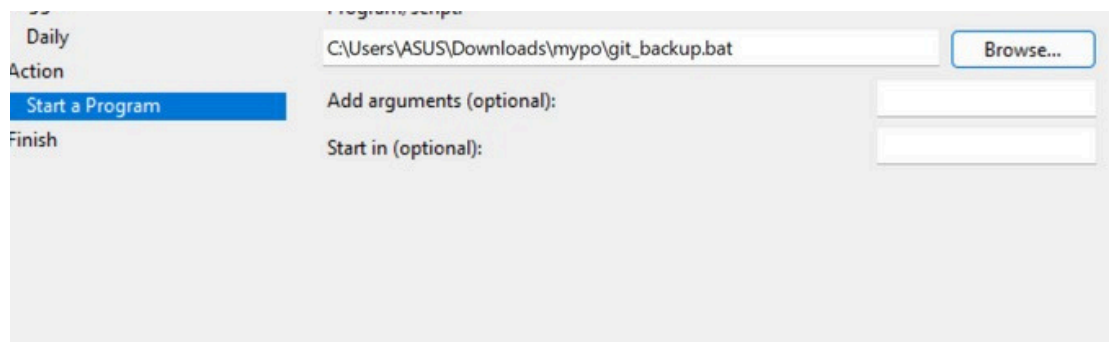 Daily
C:\Users\ASUS\Downloads\mypo\git_backup.bat
Browse...
Action
Start a Program
Add arguments (optional):
Finish
Start in (optional):